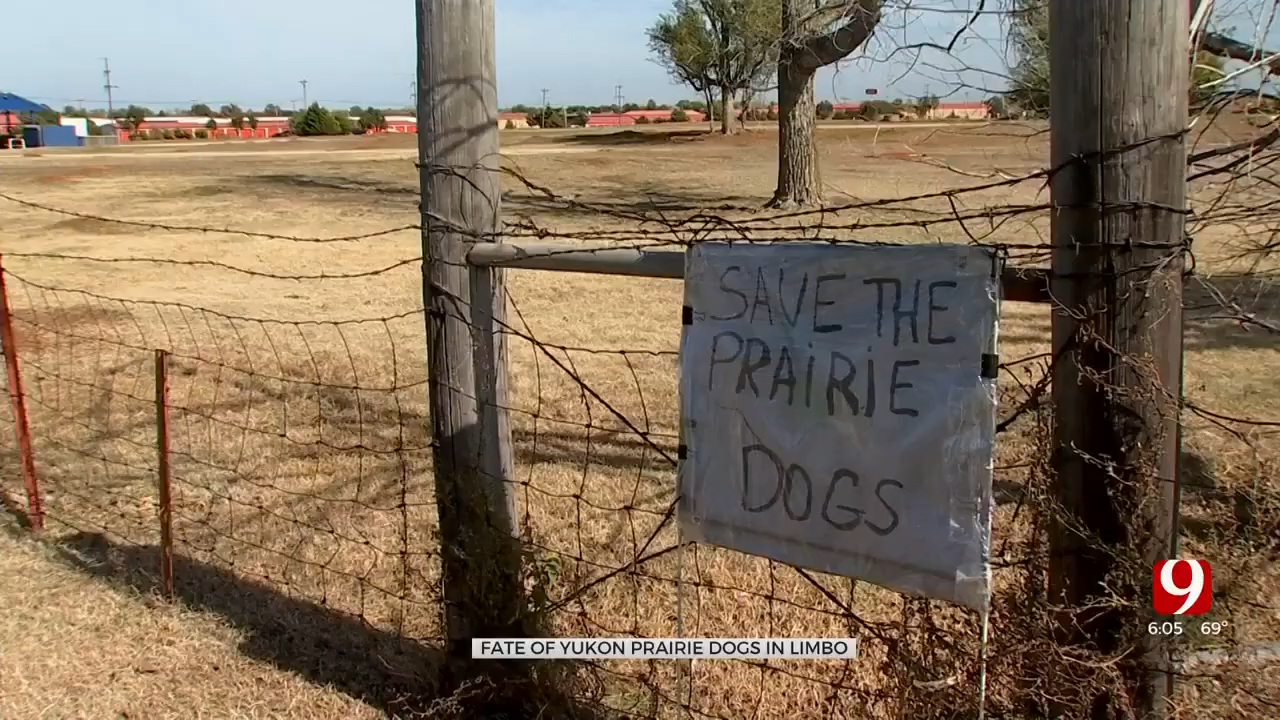 SAVE THE
PRAIRIE
DOGS
9
6:05 69°
FATE OF YUKON PRAIRIE DOGS IN LIMBO